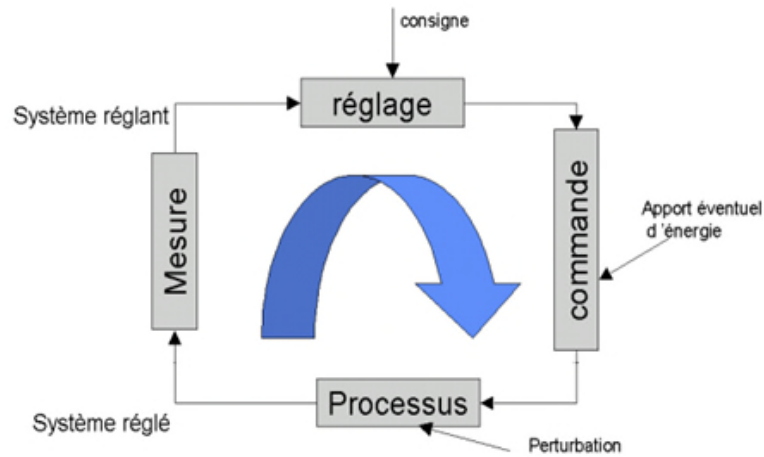 consigne
réglage
Système réglant
Mesure
commande
Apport éventuel
d 'énergie
Processus
Système réglé
Perturbation